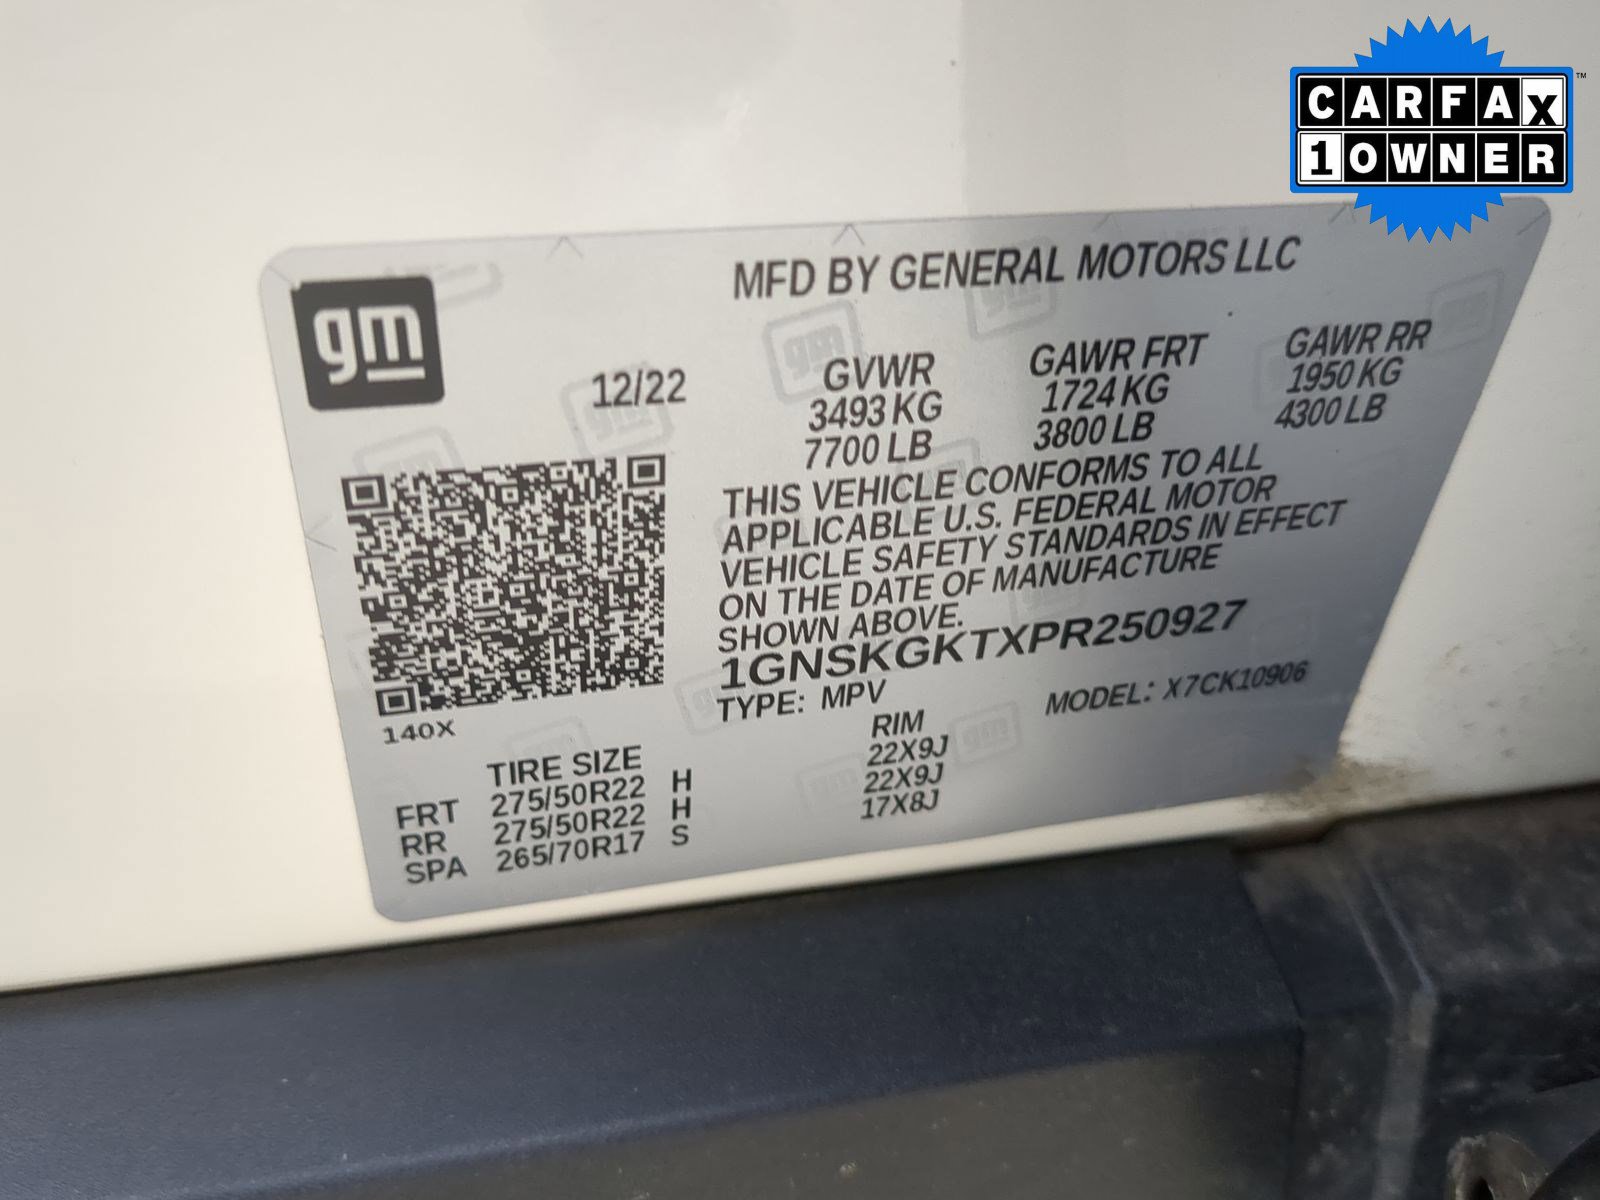 CARFAX™
1OWNER
MFD BY GENERAL MOTORS LLC
gm
12/22
GVWR
3493 KG
7700 LB
GAWR FRT
1724 KG
3800 LB
GAWR RR
1950 KG
4300 LB
THIS VEHICLE CONFORMS TO ALL
APPLICABLE U.S. FEDERAL MOTOR
VEHICLE SAFETY STANDARDS IN EFFECT
ON THE DATE OF MANUFACTURE
SHOWN ABOVE.
1GNSKGKTXPR250927
TYPE: MPV
MODEL: X7CK10906
140X
TIRE SIZE
RIM
FRT 275/50R22 H 22X9J
RR 275/50R22 H 22X9J
SPA 265/70R17 S 17X8J